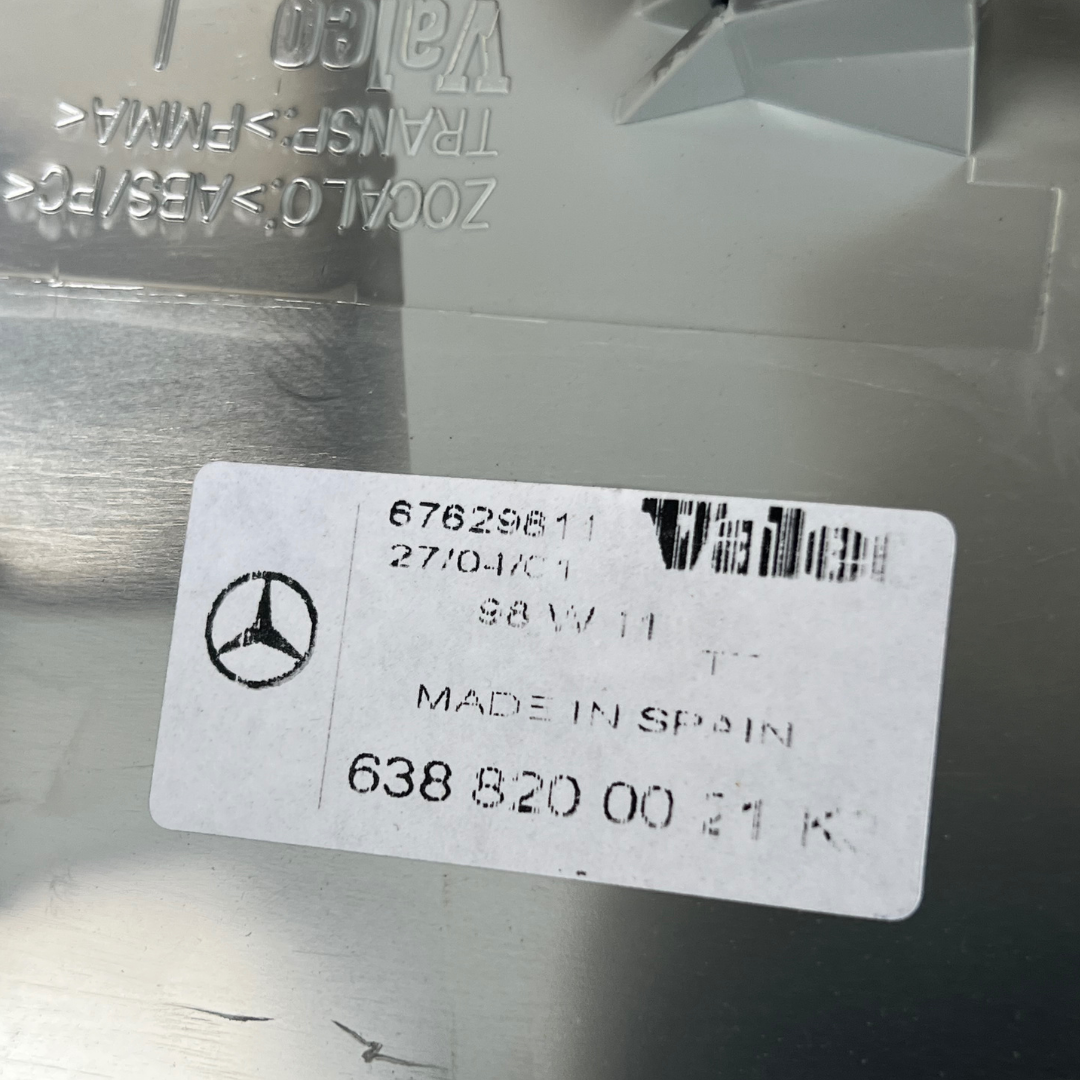 Valeo
TRANSP.:>PMMA<
ZOCALO.:>ABS/PC<
67629811
Valeo
27/04/01
98 W 11
MADE IN SPAIN
638 820 00 21